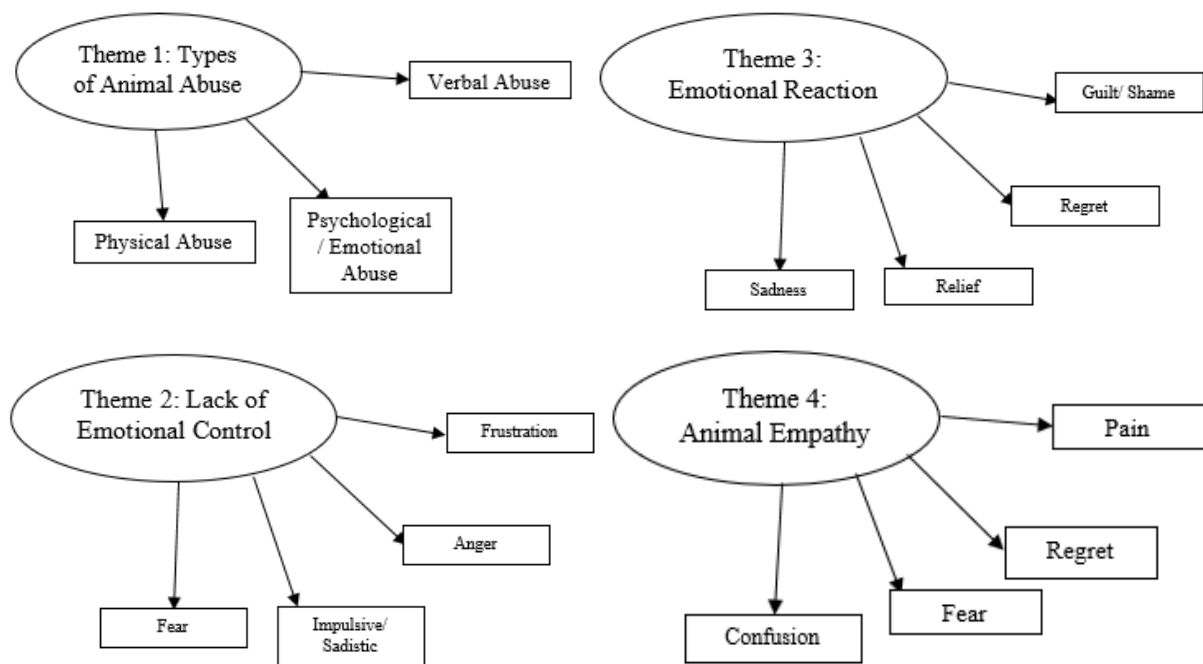 Theme 1: Types
of Animal Abuse
Verbal Abuse
Physical Abuse
Psychological
/ Emotional
Abuse
Theme 3:
Emotional Reaction
Guilt/ Shame
Regret
Sadness
Relief
Theme 2: Lack of
Emotional Control
Frustration
Anger
Fear
Impulsive/
Sadistic
Theme 4:
Animal Empathy
Pain
Regret
Fear
Confusion